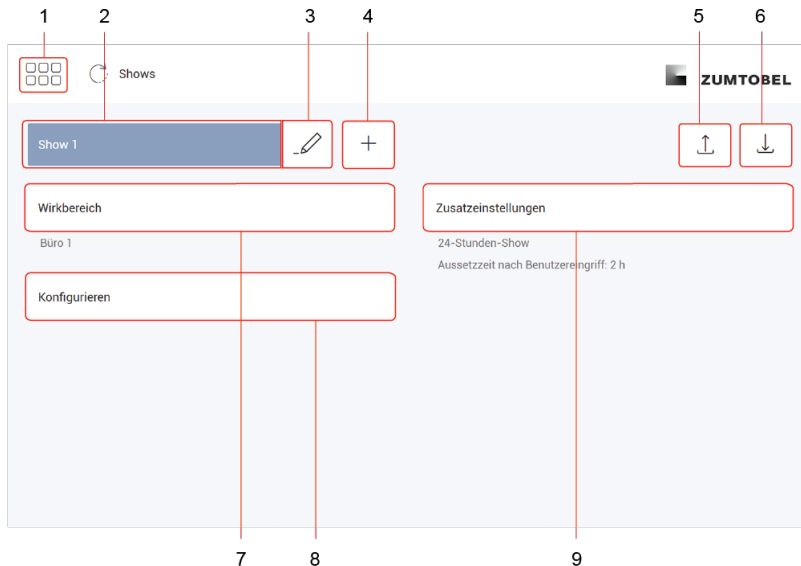 1 2 3 4 5 6
Shows
ZUMTOBEL
Show 1
Wirkbereich
Zusatzeinstellungen
Büro 1
24-Stunden-Show
Aussetzzeit nach Benutzereingriff: 2 h
Konfigurieren
7 8 9